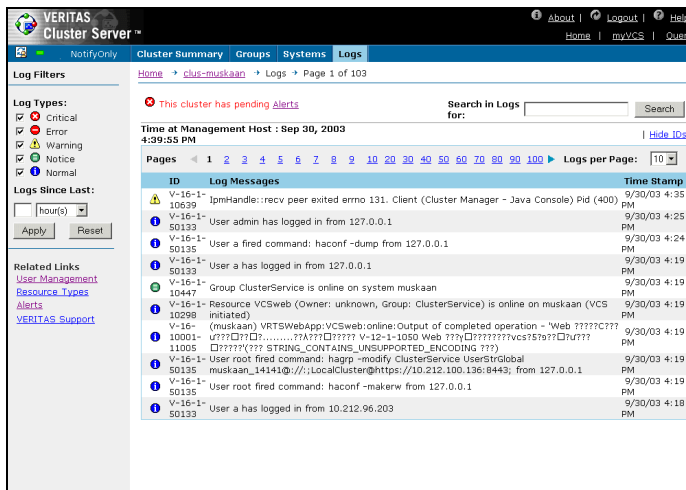 VERITAS
Cluster Server ™
About | Logout | Help
Home | myVCS |
NotifyOnly
Cluster Summary Groups Systems Logs
Log Filters
Home → clus-muskaan → Logs → Page 1 of 103
Log Types:
Critical
Error
Warning
Notice
Normal
Logs Since Last:
hour(s)
Apply Reset
Related Links
User Management
Resource Types
Alerts
VERITAS Support
This cluster has pending Alerts
Search in Logs
for:
Search
Time at Management Host : Sep 30, 2003
4:39:55 PM
| Hide IDs
Pages 1 2 3 4 5 6 7 8 9 10 20 30 40 50 60 70 80 90 100 Logs per Page: 10
ID Log Messages Time Stamp
V-16-1-10639 IpmHandle::recv peer exited errno 131. Client (Cluster Manager - Java Console) Pid (400) 9/30/03 4:35 PM
V-16-1-50133 User admin has logged in from 127.0.0.1 9/30/03 4:25 PM
V-16-1-50135 User a fired command: haconf -dump from 127.0.0.1 9/30/03 4:24 PM
V-16-1-50133 User a has logged in from 127.0.0.1 9/30/03 4:19 PM
V-16-1-10447 Group ClusterService is online on system muskaan 9/30/03 4:19 PM
V-16-1-10298 Resource VCSweb (Owner: unknown, Group: ClusterService) is online on muskaan (VCS initiated) 9/30/03 4:19 PM
V-16-10001-11005 (muskaan) VRTSWebApp:VCSweb:online:Output of completed operation - 'Web V-12-1-1050 Web STRING_CONTAINS_UNSUPPORTED_ENCODING ???) 9/30/03 4:19 PM
V-16-1-50135 User root fired command: hagrp -modify ClusterService UserStrGlobal muskaan_14141@://:;LocalCluster@https://10.212.100.136:8443; from 127.0.0.1 9/30/03 4:19 PM
V-16-1-50135 User root fired command: haconf -makerw from 127.0.0.1 9/30/03 4:19 PM
V-16-1-50133 User a has logged in from 10.212.96.203 9/30/03 4:18 PM